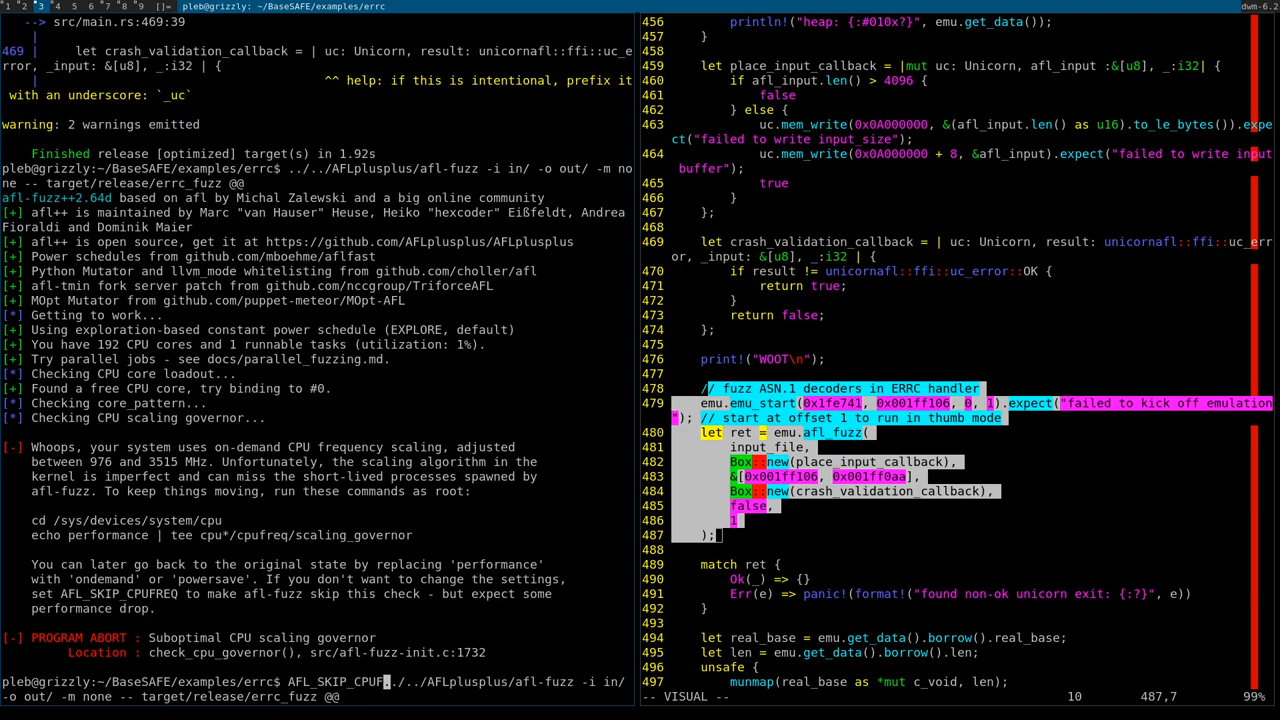 1 2 3 4 5 6 7 8 9 []= pleb@grizzly: ~/BaseSAFE/examples/errc dwm-6.2
--> src/main.rs:469:39
|
469 | let crash_validation_callback = | uc: Unicorn, result: unicornafl::ffi::uc_e
rror, _input: &[u8], _:i32 | {
| ^^ help: if this is intentional, prefix it
with an underscore: `_uc`
warning: 2 warnings emitted
Finished release [optimized] target(s) in 1.92s
pleb@grizzly:~/BaseSAFE/examples/errc$ ../../AFLplusplus/afl-fuzz -i in/ -o out/ -m no
ne -- target/release/errc_fuzz @@
afl-fuzz++2.64d based on afl by Michal Zalewski and a big online community
[+] afl++ is maintained by Marc "van Hauser" Heuse, Heiko "hexcoder" Eißfeldt, Andrea
Fioraldi and Dominik Maier
[+] afl++ is open source, get it at https://github.com/AFLplusplus/AFLplusplus
[+] Power schedules from github.com/mboehme/aflfast
[+] Python Mutator and llvm_mode whitelisting from github.com/choller/afl
[+] afl-tmin fork server patch from github.com/nccgroup/TriforceAFL
[+] MOpt Mutator from github.com/puppet-meteor/MOpt-AFL
[*] Getting to work...
[+] Using exploration-based constant power schedule (EXPLORE, default)
[+] You have 192 CPU cores and 1 runnable tasks (utilization: 1%).
[+] Try parallel jobs - see docs/parallel_fuzzing.md.
[*] Checking CPU core loadout...
[+] Found a free CPU core, try binding to #0.
[*] Checking core_pattern...
[*] Checking CPU scaling governor...
[-] Whoops, your system uses on-demand CPU frequency scaling, adjusted
between 976 and 3515 MHz. Unfortunately, the scaling algorithm in the
kernel is imperfect and can miss the short-lived processes spawned by
afl-fuzz. To keep things moving, run these commands as root:
cd /sys/devices/system/cpu
echo performance | tee cpu*/cpufreq/scaling_governor
You can later go back to the original state by replacing 'performance'
with 'ondemand' or 'powersave'. If you don't want to change the settings,
set AFL_SKIP_CPUFREQ to make afl-fuzz skip this check - but expect some
performance drop.
[-] PROGRAM ABORT : Suboptimal CPU scaling governor
Location : check_cpu_governor(), src/afl-fuzz-init.c:1732
pleb@grizzly:~/BaseSAFE/examples/errc$ AFL_SKIP_CPUF../../AFLplusplus/afl-fuzz -i in/
-o out/ -m none -- target/release/errc_fuzz @@
456 println!("heap: {:#010x?}", emu.get_data());
457 }
458
459 let place_input_callback = |mut uc: Unicorn, afl_input :&[u8], _:i32| {
460 if afl_input.len() > 4096 {
461 false
462 } else {
463 uc.mem_write(0x0A000000, &(afl_input.len() as u16).to_le_bytes()).expe
ct("failed to write input_size");
464 uc.mem_write(0x0A000000 + 8, &afl_input).expect("failed to write input
buffer");
465 true
466 }
467 };
468
469 let crash_validation_callback = | uc: Unicorn, result: unicornafl::ffi::uc_err
or, _input: &[u8], _:i32 | {
470 if result != unicornafl::ffi::uc_error::OK {
471 return true;
472 }
473 return false;
474 };
475
476 print!("WOOT\n");
477
478 // fuzz ASN.1 decoders in ERRC handler
479 emu.emu_start(0x1fe741, 0x001ff106, 0, 1).expect("failed to kick off emulation
"); // start at offset 1 to run in thumb mode
480 let ret = emu.afl_fuzz(
481 input_file,
482 Box::new(place_input_callback),
483 &[0x001ff106, 0x001ff0aa],
484 Box::new(crash_validation_callback),
485 false,
486 1
487 );
488
489 match ret {
490 Ok(_) => {}
491 Err(e) => panic!(format!("found non-ok unicorn exit: {:?}", e))
492 }
493
494 let real_base = emu.get_data().borrow().real_base;
495 let len = emu.get_data().borrow().len;
496 unsafe {
497 munmap(real_base as *mut c_void, len);
-- VISUAL -- 10 487,7 99%